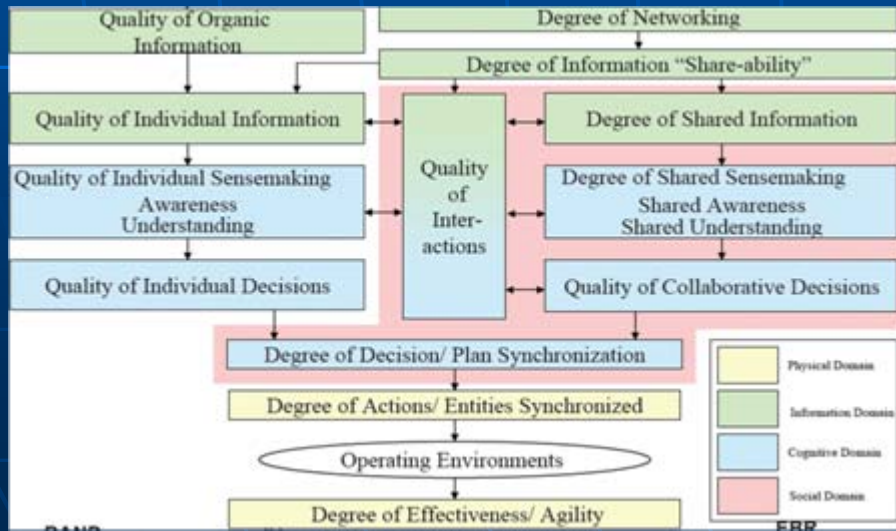 Quality of Organic
Information
Degree of Networking
Degree of Information "Share-ability"
Quality of Individual Information
Degree of Shared Information
Quality of Individual Sensemaking
Awareness
Understanding
Quality
of
Inter-
actions
Degree of Shared Sensemaking
Shared Awareness
Shared Understanding
Quality of Individual Decisions
Quality of Collaborative Decisions
Degree of Decision/ Plan Synchronization
Degree of Actions/ Entities Synchronized
Operating Environments
Degree of Effectiveness/ Agility
Physical Domain
Information Domain
Cognitive Domain
Social Domain
RAND
EBR